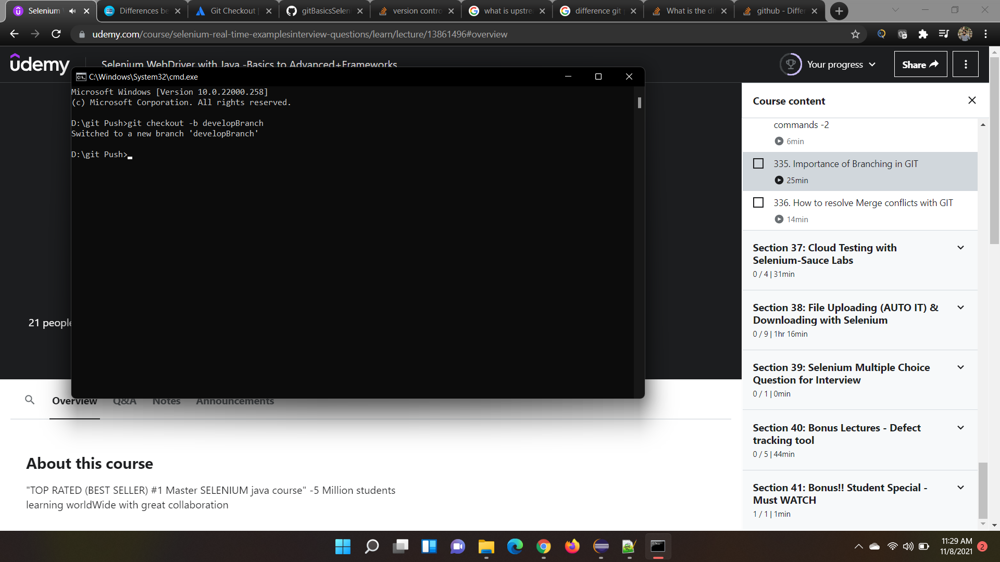 Selenium W
Differences be
Git Checkout |
gitBasicsSelen
version contro
what is upstre
difference git p
What is the di
github - Differ
udemy.com/course/selenium-real-time-examplesinterview-questions/learn/lecture/13861496#overview
udemy
Selenium WebDriver with Java -Basics to Advanced+Frameworks
Your progress
Share
C:\Windows\System32\cmd.exe
Microsoft Windows [Version 10.0.22000.258]
(c) Microsoft Corporation. All rights reserved.
D:\git Push>git checkout -b developBranch
Switched to a new branch 'developBranch'
D:\git Push>
21 people
Overview
Q&A
Notes
Announcements
About this course
"TOP RATED (BEST SELLER) #1 Master SELENIUM java course" -5 Million students
learning worldWide with great collaboration
Course content
commands -2
6min
335. Importance of Branching in GIT
25min
336. How to resolve Merge conflicts with GIT
14min
Section 37: Cloud Testing with
Selenium-Sauce Labs
0 / 4 | 31min
Section 38: File Uploading (AUTO IT) &
Downloading with Selenium
0 / 9 | 1hr 16min
Section 39: Selenium Multiple Choice
Question for Interview
0 / 1 | 0min
Section 40: Bonus Lectures - Defect
tracking tool
0 / 5 | 44min
Section 41: Bonus!! Student Special -
Must WATCH
1 / 1 | 1min
11:29 AM
11/8/2021
2